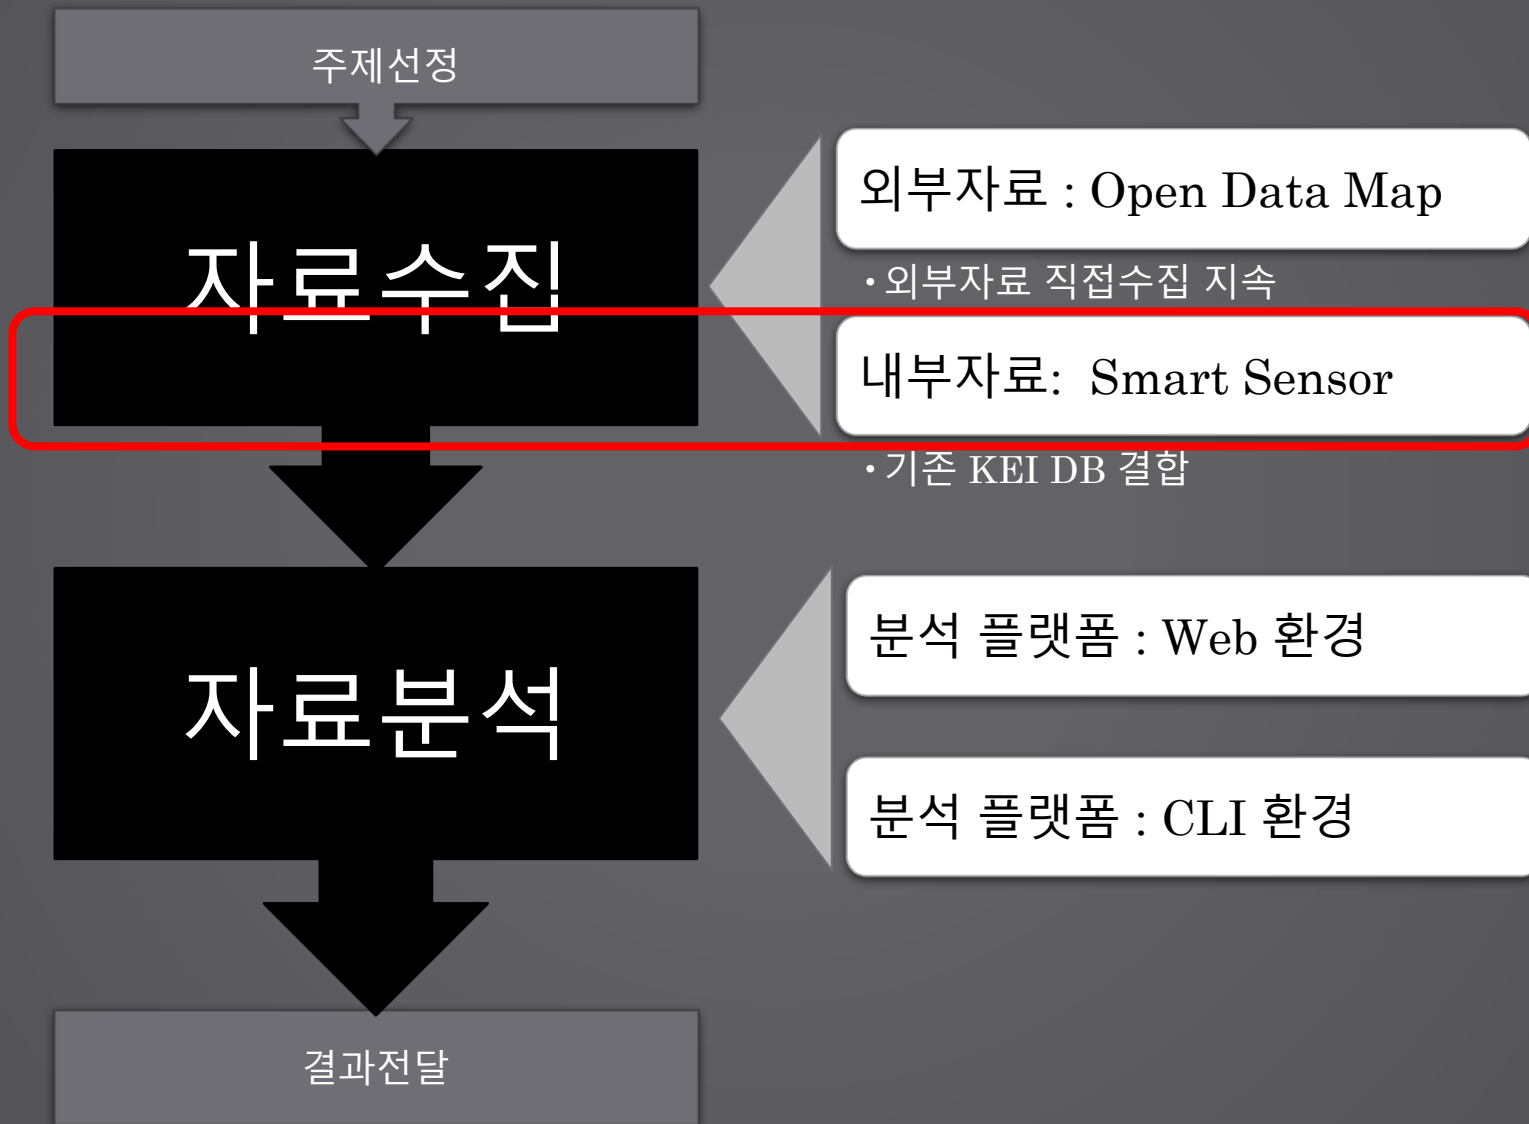 주제선정
자료수집
외부자료 : Open Data Map
• 외부자료 직접수집 지속
내부자료: Smart Sensor
• 기존 KEI DB 결합
자료분석
분석 플랫폼 : Web 환경
분석 플랫폼 : CLI 환경
결과전달